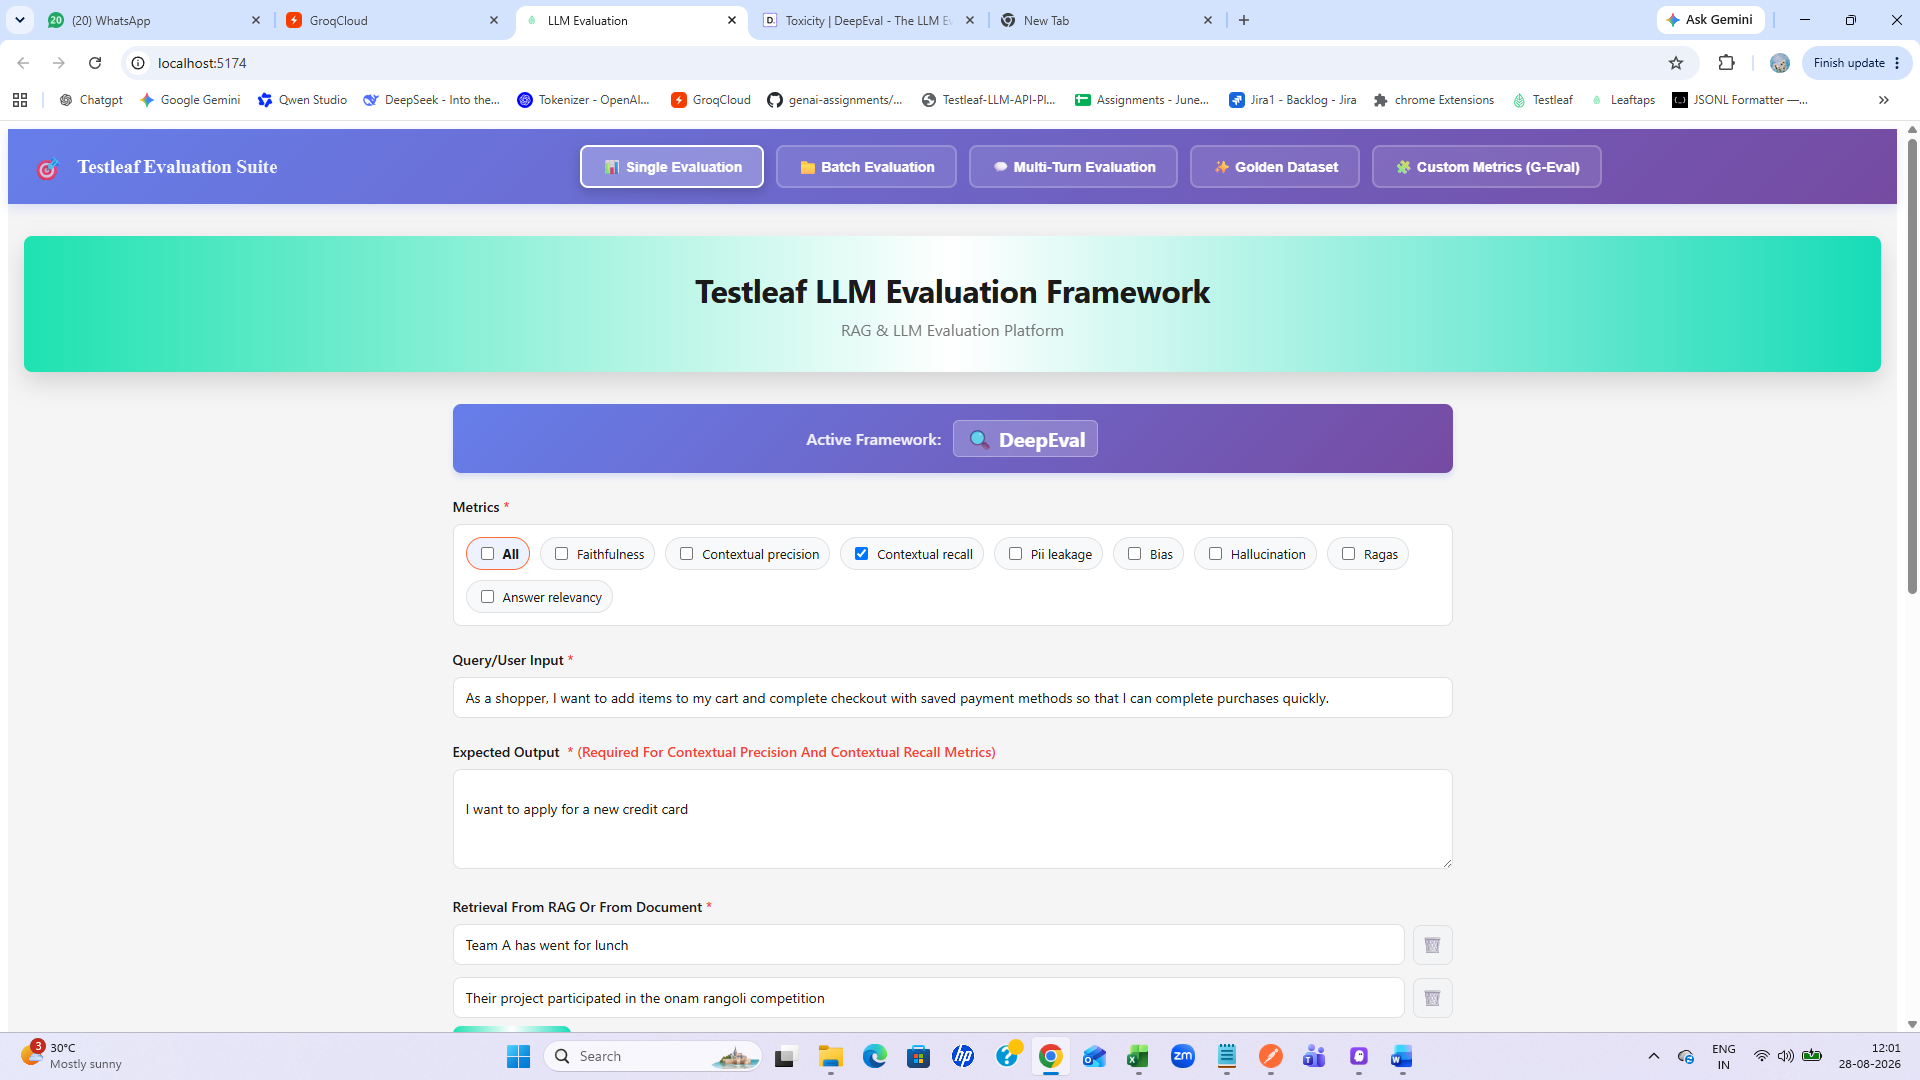 20 (20) WhatsApp
GroqCloud
LLM Evaluation
D. Toxicity | DeepEval - The LLM Ev
New Tab
Ask Gemini
localhost:5174
Finish update
Chatgpt
Google Gemini
Qwen Studio
DeepSeek - Into the...
Tokenizer - OpenAI...
GroqCloud
genai-assignments/...
Testleaf-LLM-API-Pl...
Assignments - June...
Jira1 - Backlog - Jira
chrome Extensions
Testleaf
Leaftaps
JSONL Formatter —...
Testleaf Evaluation Suite
Single Evaluation
Batch Evaluation
Multi-Turn Evaluation
Golden Dataset
Custom Metrics (G-Eval)
Testleaf LLM Evaluation Framework
RAG & LLM Evaluation Platform
Active Framework: DeepEval
Metrics *
All
Faithfulness
Contextual precision
Contextual recall
Pii leakage
Bias
Hallucination
Ragas
Answer relevancy
Query/User Input *
As a shopper, I want to add items to my cart and complete checkout with saved payment methods so that I can complete purchases quickly.
Expected Output * (Required For Contextual Precision And Contextual Recall Metrics)
I want to apply for a new credit card
Retrieval From RAG Or From Document *
Team A has went for lunch
Their project participated in the onam rangoli competition
3
30°C
Mostly sunny
Search
hp
zm
ENG
IN
12:01
28-08-2026